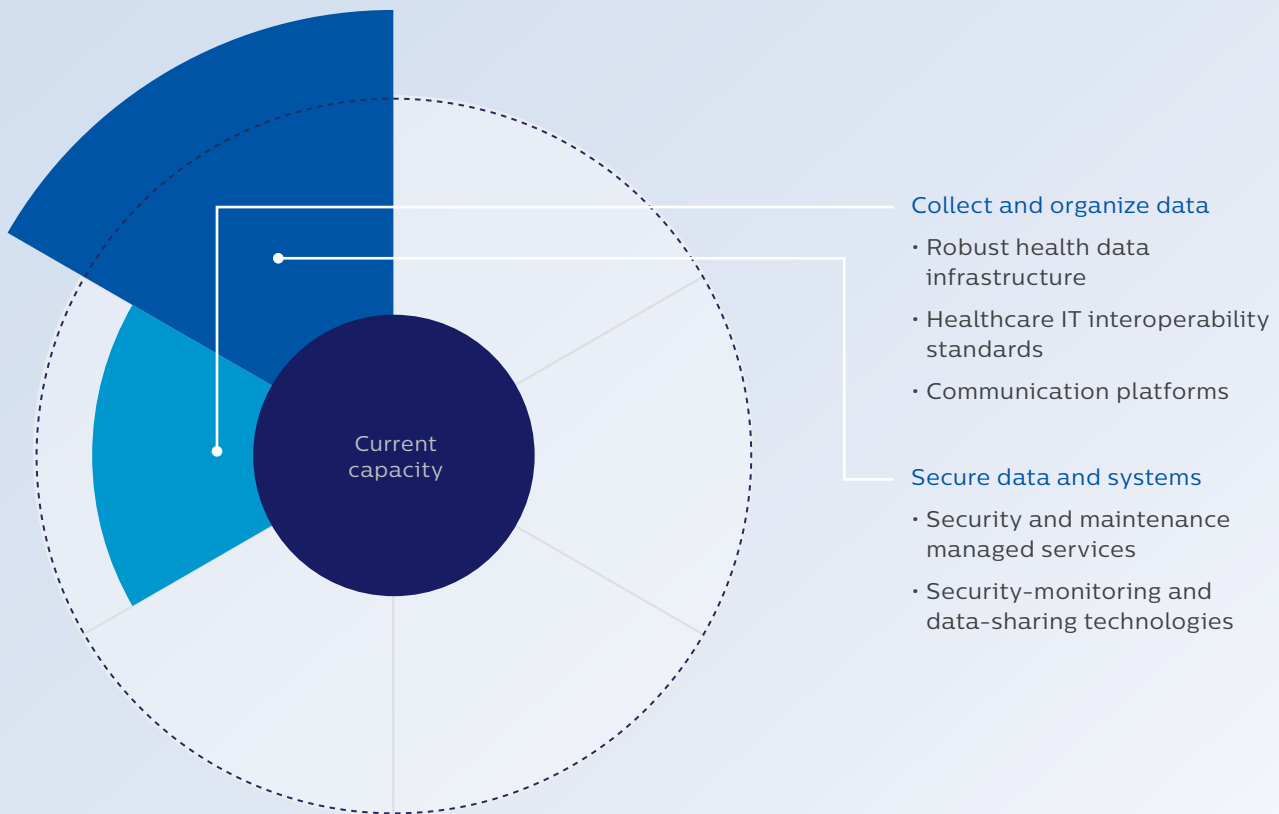 Current
capacity
Collect and organize data
· Robust health data
infrastructure
· Healthcare IT interoperability
standards
· Communication platforms
Secure data and systems
· Security and maintenance
managed services
· Security-monitoring and
data-sharing technologies